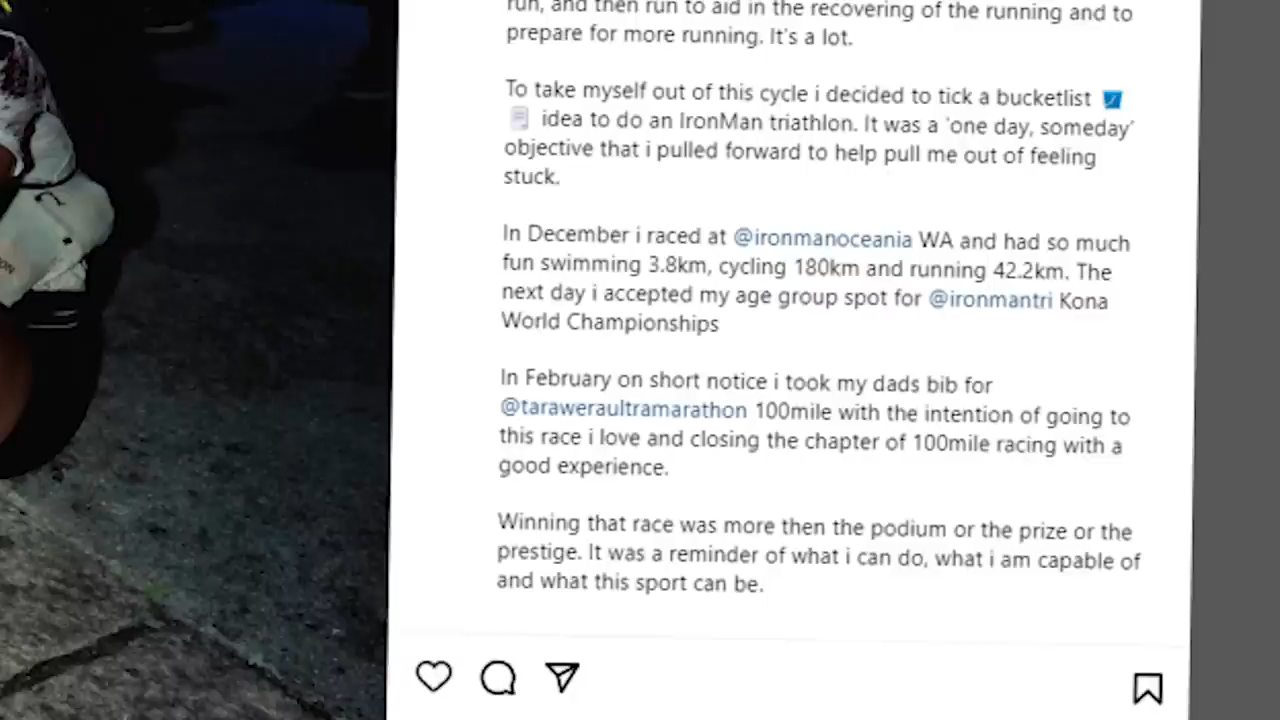 run, and then run to aid in the recovering of the running and to
prepare for more running. It's a lot.
To take myself out of this cycle i decided to tick a bucketlist
idea to do an IronMan triathlon. It was a 'one day, someday'
objective that i pulled forward to help pull me out of feeling
stuck.
In December i raced at @ironmanoceania WA and had so much
fun swimming 3.8km, cycling 180km and running 42.2km. The
next day i accepted my age group spot for @ironmantri Kona
World Championships
In February on short notice i took my dads bib for
@taraweraultramarathon 100mile with the intention of going to
this race i love and closing the chapter of 100mile racing with a
good experience.
Winning that race was more then the podium or the prize or the
prestige. It was a reminder of what i can do, what i am capable of
and what this sport can be.